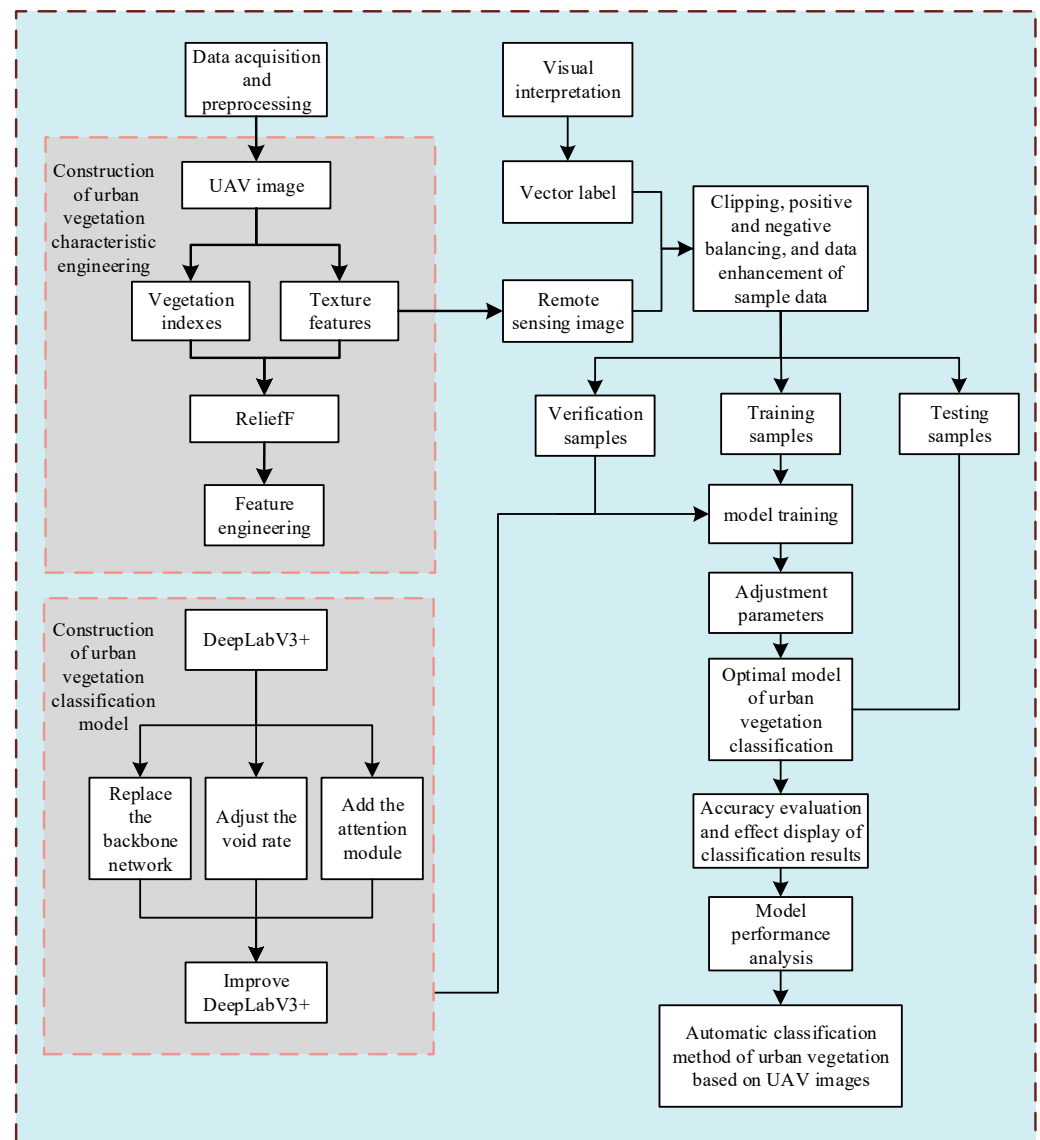 Data acquisition
and
preprocessing
Visual
interpretation
Construction
of urban
vegetation
characteristic
engineering
UAV image
Vector label
Clipping, positive
and negative
balancing, and data
enhancement of
sample data
Vegetation
indexes
Texture
features
Remote
sensing image
ReliefF
Verification
samples
Training
samples
Testing
samples
Feature
engineering
model training
Adjustment
parameters
Construction
of urban
vegetation
classification
model
DeepLabV3+
Optimal model
of urban
vegetation
classification
Replace
the
backbone
network
Adjust the
void rate
Add the
attention
module
Accuracy evaluation
and effect display of
classification results
Model
performance
analysis
Improve
DeepLabV3+
Automatic classification
method of urban vegetation
based on UAV images